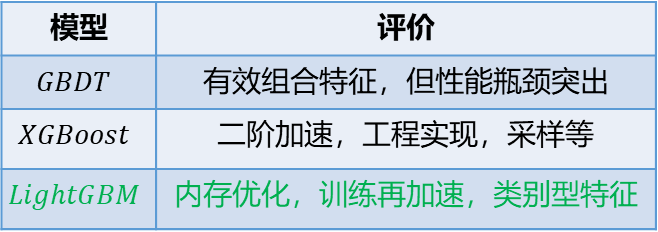 模型 评价
GBDT 有效组合特征，但性能瓶颈突出
XGBoost 二阶加速，工程实现，采样等
LightGBM 内存优化，训练再加速，类别型特征